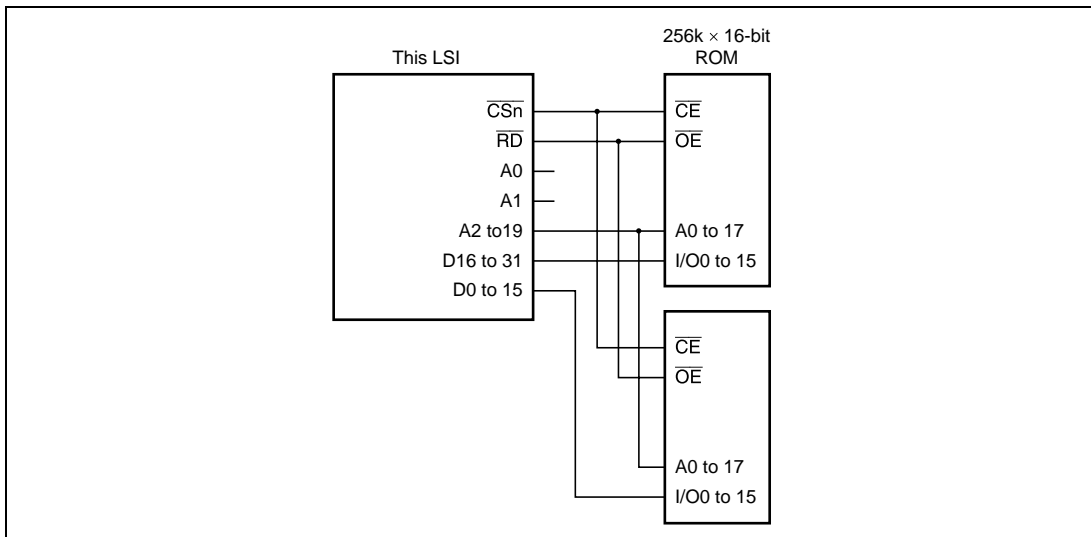 256k × 16-bit
ROM
This LSI
CSn
RD
A0
A1
A2 to19
D16 to 31
D0 to 15
CE
OE
A0 to 17
I/O0 to 15
CE
OE
A0 to 17
I/O0 to 15